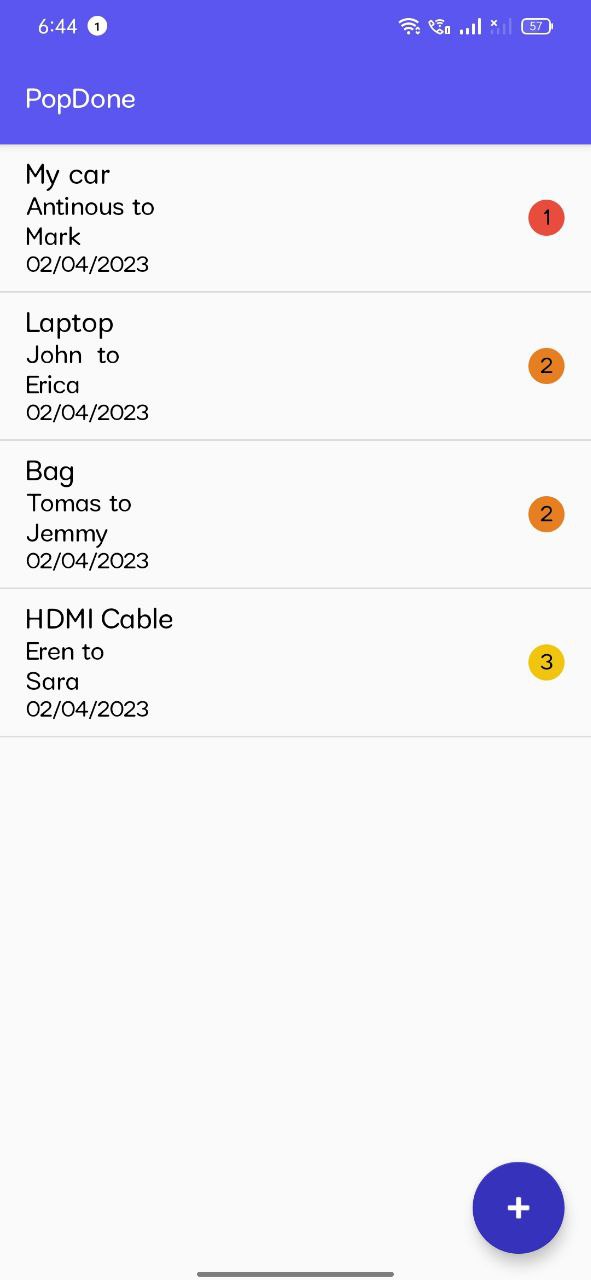 6:44 1 57
PopDone
My car
Antinous to
Mark
02/04/2023
1
Laptop
John  to
Erica
02/04/2023
2
Bag
Tomas to
Jemmy
02/04/2023
2
HDMI Cable
Eren to
Sara
02/04/2023
3
+